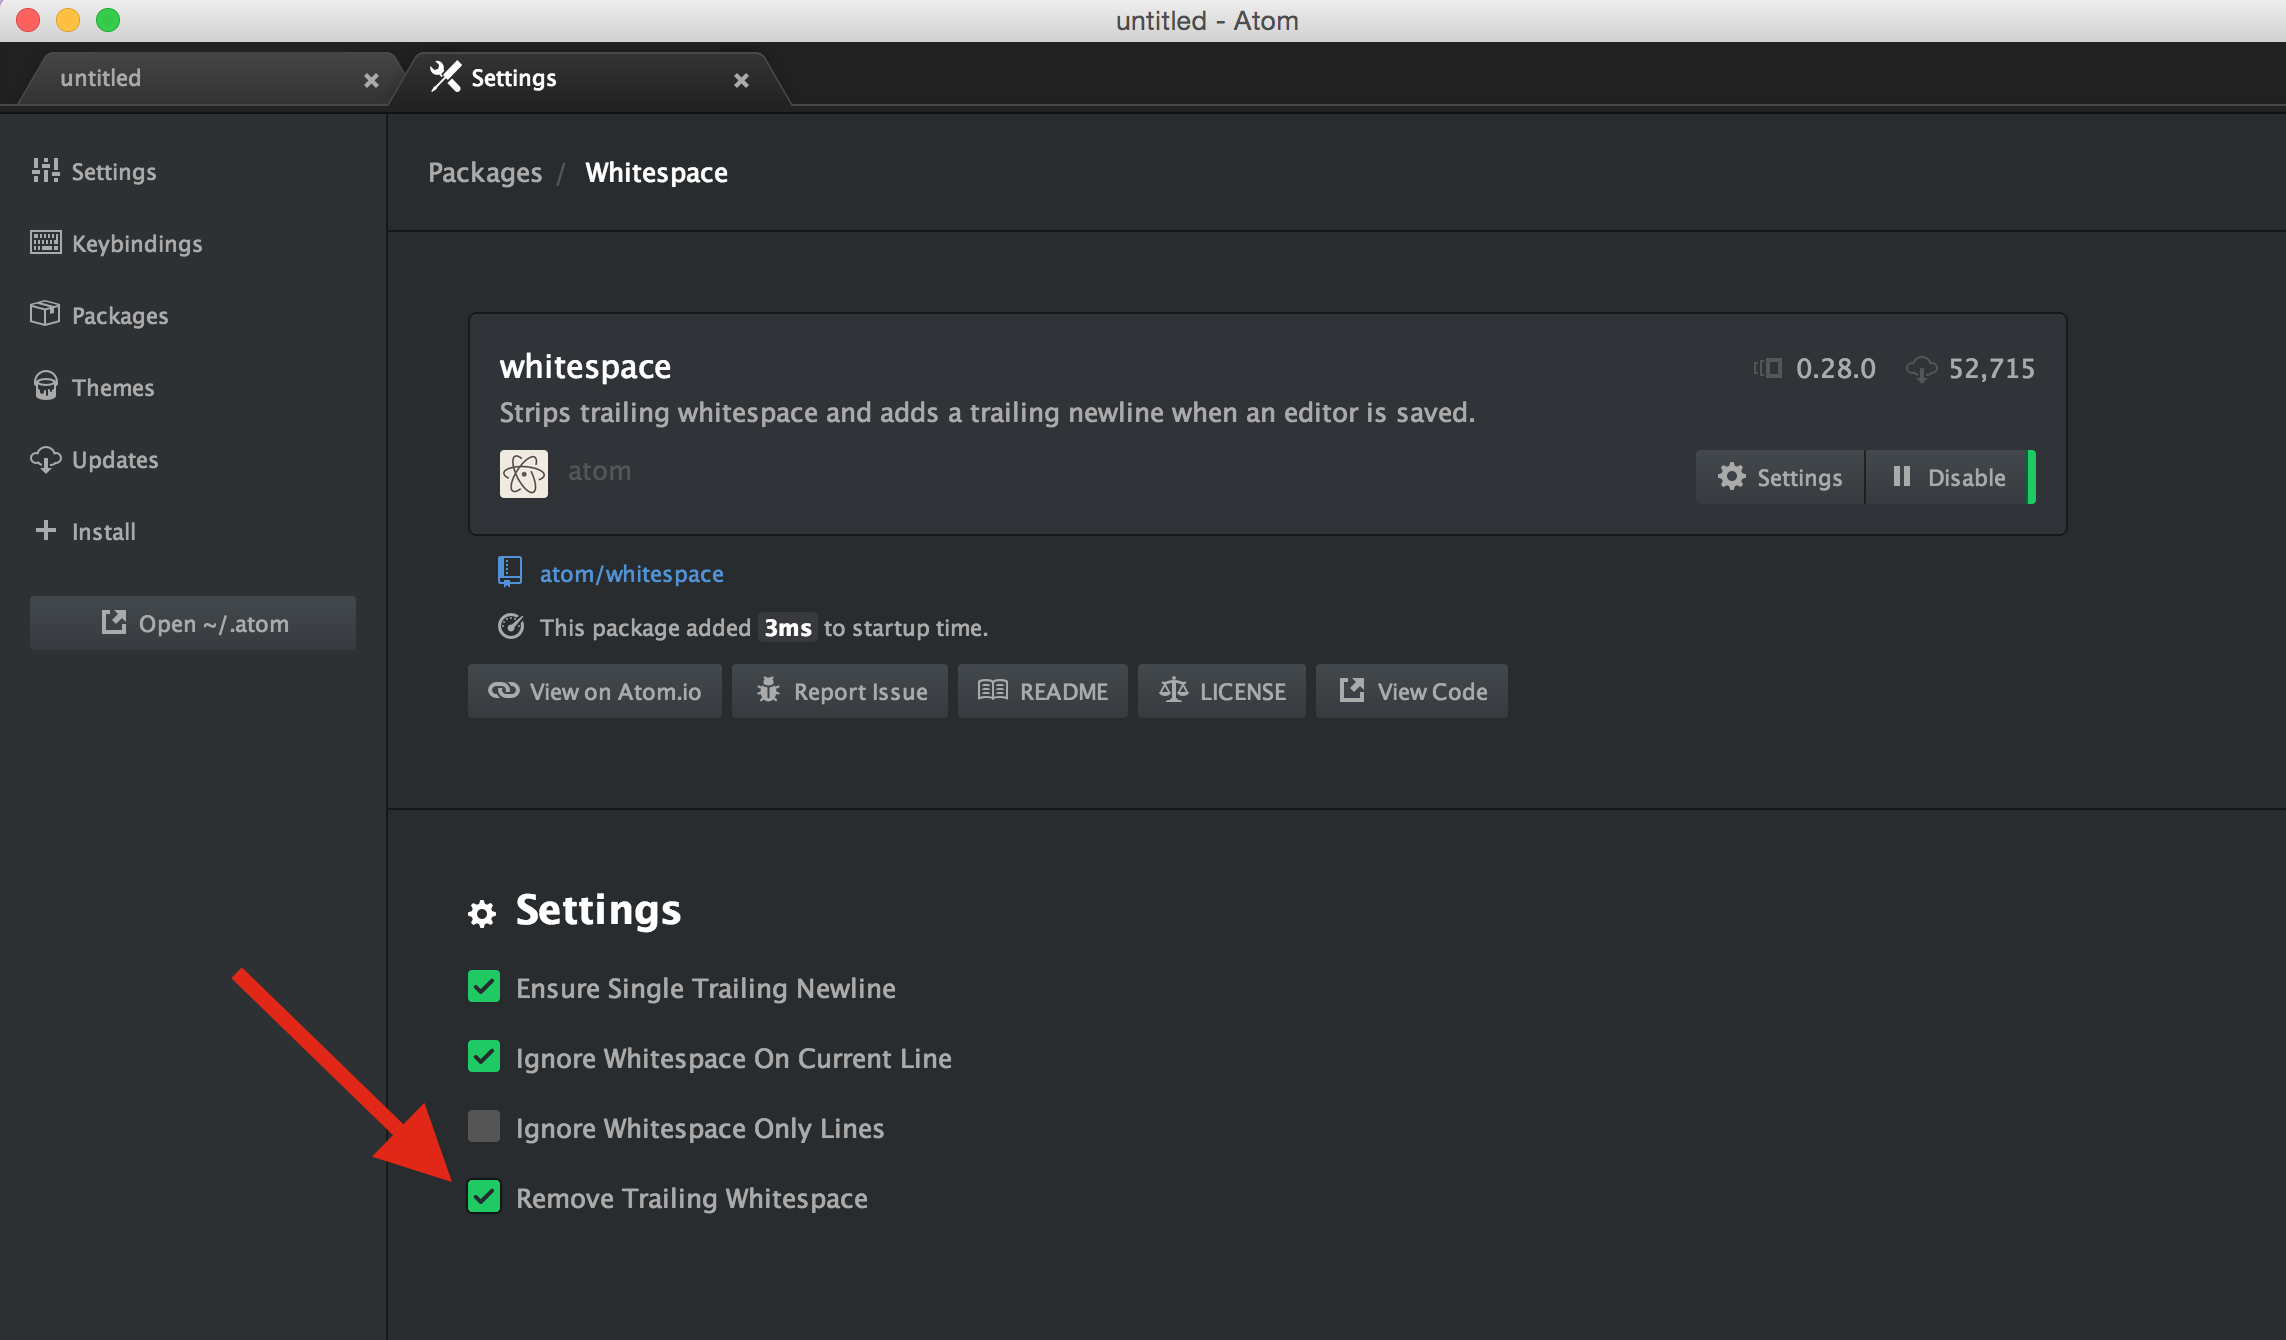 untitled - Atom
untitled
Settings
Settings
Keybindings
Packages
Themes
Updates
Install
Open ~/.atom
Packages / Whitespace
whitespace
0.28.0 52,715
Strips trailing whitespace and adds a trailing newline when an editor is saved.
atom
Settings Disable
atom/whitespace
This package added 3ms to startup time.
View on Atom.io Report Issue README LICENSE View Code
Settings
Ensure Single Trailing Newline
Ignore Whitespace On Current Line
Ignore Whitespace Only Lines
Remove Trailing Whitespace